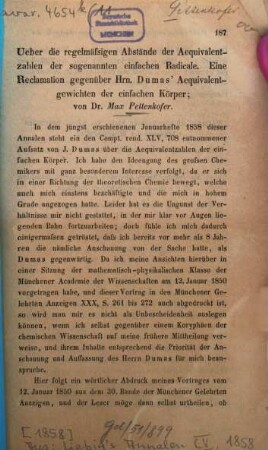 Bavar. 4654
Pettenkofer
187
Ueber die regelmäßigen Abstände der Aequivalent-
zahlen der sogenannten einfachen Radicale. Eine
Reclamation gegenüber Hrn. Dumas' Aequivalent-
gewichten der einfachen Körper;
von Dr. Max Pettenkofer.
In dem jüngst erschienenen Januarhefte 1858 dieser
Annalen steht ein den Compt. rend. XLV, 708 entnommener
Aufsatz von J. Dumas über die Aequivalentzahlen der ein-
fachen Körper. Ich habe den Ideengang des großen Che-
mikers mit ganz besonderem Interesse verfolgt, da er sich
in einer Richtung der theoretischen Chemie bewegt, welche
auch mich einstens beschäftigte und die mich in hohem
Grade angezogen hatte. Leider hat es die Ungunst der Ver-
hältnisse mir nicht gestattet, in der mir klar vor Augen liegen-
den Bahn fortzuarbeiten; doch fühle ich mich dadurch
einigermaßen getröstet, daß ich bereits vor mehr als 8 Jah-
ren die nämliche Anschauung von der Sache hatte, als
Dumas gegenwärtig. Da ich meine Ansichten hierüber in
einer Sitzung der mathematisch-physikalischen Klasse der
Münchener Academie der Wissenschaften am 12. Januar 1850
vorgetragen habe, und dieser Vortrag in den Münchener Ge-
lehrten Anzeigen XXX, S. 261 bis 272 auch abgedruckt ist,
so wird man mir es nicht als Unbescheidenheit auslegen
können, wenn ich selbst gegenüber einem Koryphäen der
chemischen Wissenschaft auf meine frühere Mittheilung ver-
weise, und ihrem Inhalte entsprechend die Priorität der An-
schauung und Auffassung des Herrn Dumas für mich bean-
spruche.
Hier folgt ein wörtlicher Abdruck meines Vortrages vom
12. Januar 1850 aus dem 30. Bande der Münchener Gelehrten
Anzeigen, und der Leser möge dann selbst urtheilen, ob
[1858]
Annalen
1858